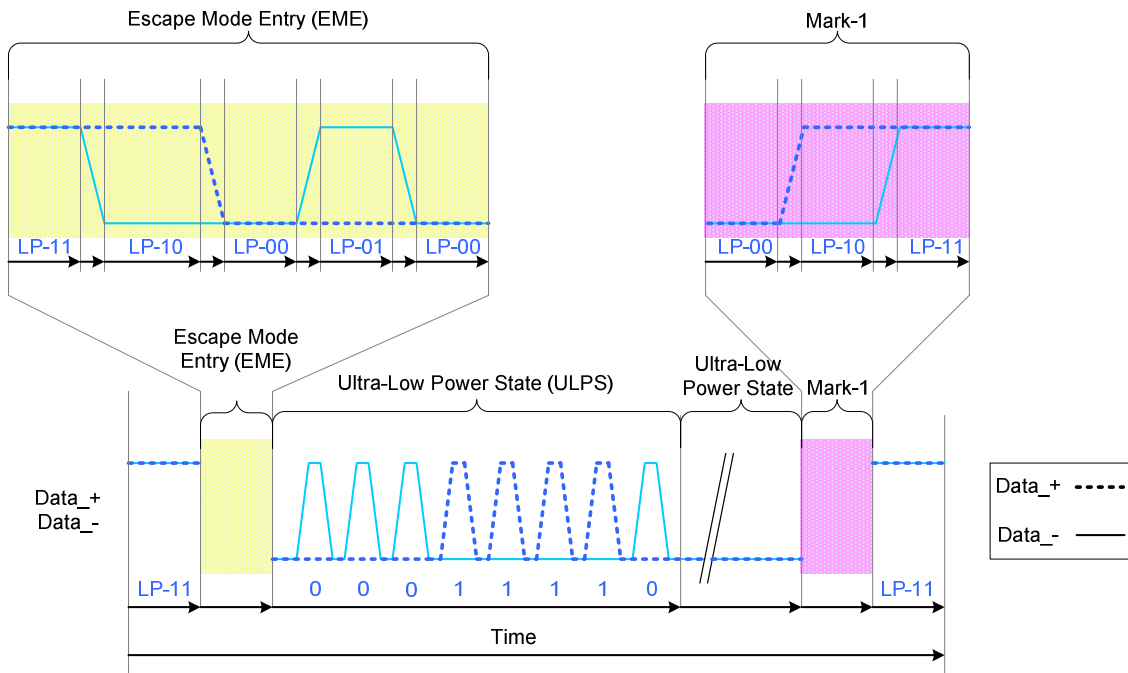 Escape Mode Entry (EME)
Mark-1
LP-11 LP-10 LP-00 LP-01 LP-00
LP-00 LP-10 LP-11
Escape Mode
Entry (EME)
Ultra-Low Power State (ULPS)
Ultra-Low
Power State
Mark-1
Data_+
Data_-
LP-11 0 0 0 1 1 1 1 0 LP-11
Time
Data_+
Data_-